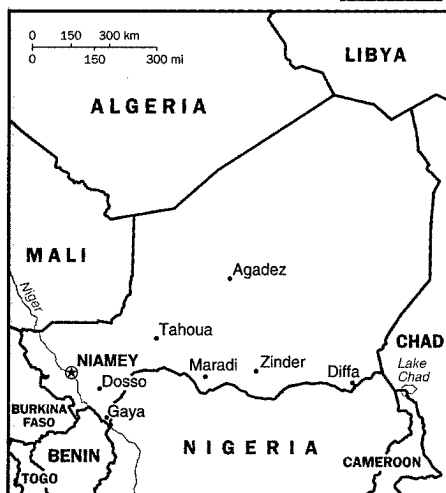 0 150 300 km
0 150 300 mi
LIBYA
ALGERIA
MALI
Agadez
Niger
Tahoua
NIAMEY
CHAD
Maradi
Zinder
Diffa
Lake
Chad
Dosso
BURKINA
FASO
Gaya
NIGERIA
BENIN
CAMEROON
TOGO